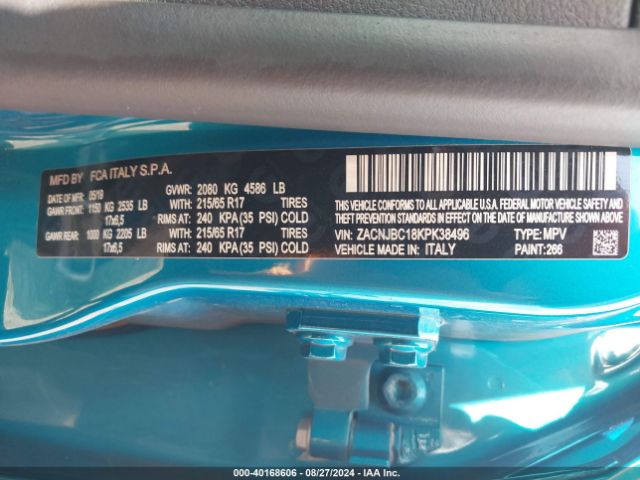 MFD BY FCA ITALY S.P.A.
DATE OF MFR 05/19 GVWR: 2080 KG 4586 LB
GAWR FRONT: 1150 KG 2535 LB 215/65 R17 TIRES
17x6,5 RIMS AT: 240 KPA (35 PSI) COLD
GAWR REAR: 1000 KG 2205 LB 215/65 R17 TIRES
17x6,5 RIMS AT: 240 KPA (35 PSI) COLD
THIS VEHICLE CONFORMS TO ALL APPLICABLE U.S.A. FEDERAL MOTOR VEHICLE
SAFETY, BUMPER, AND THEFT PREVENTION STANDARDS IN EFFECT ON THE DATE OF
MANUFACTURE SHOWN ABOVE.
VIN: ZACNJBC18KPK38496 TYPE: MPV
VEHICLE MADE IN: ITALY PAINT: 266
000-40168606 - 08/27/2024 - IAA Inc.